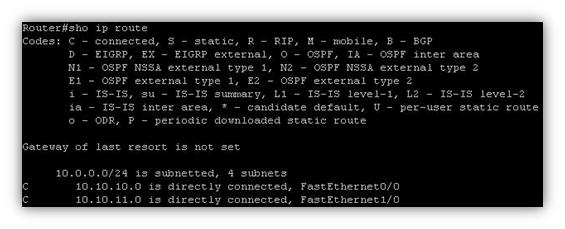 Router#sho ip route
Codes: C - connected, S - static, R - RIP, M - mobile, B - BGP
D - EIGRP, EX - EIGRP external, O - OSPF, IA - OSPF inter area
N1 - OSPF NSSA external type 1, N2 - OSPF NSSA external type 2
E1 - OSPF external type 1, E2 - OSPF external type 2
i - IS-IS, su - IS-IS summary, L1 - IS-IS level-1, L2 - IS-IS level-2
ia - IS-IS inter area, * - candidate default, U - per-user static route
o - ODR, P - periodic downloaded static route
Gateway of last resort is not set
10.0.0.0/24 is subnetted, 4 subnets
C 10.10.10.0 is directly connected, FastEthernet0/0
C 10.10.11.0 is directly connected, FastEthernet1/0